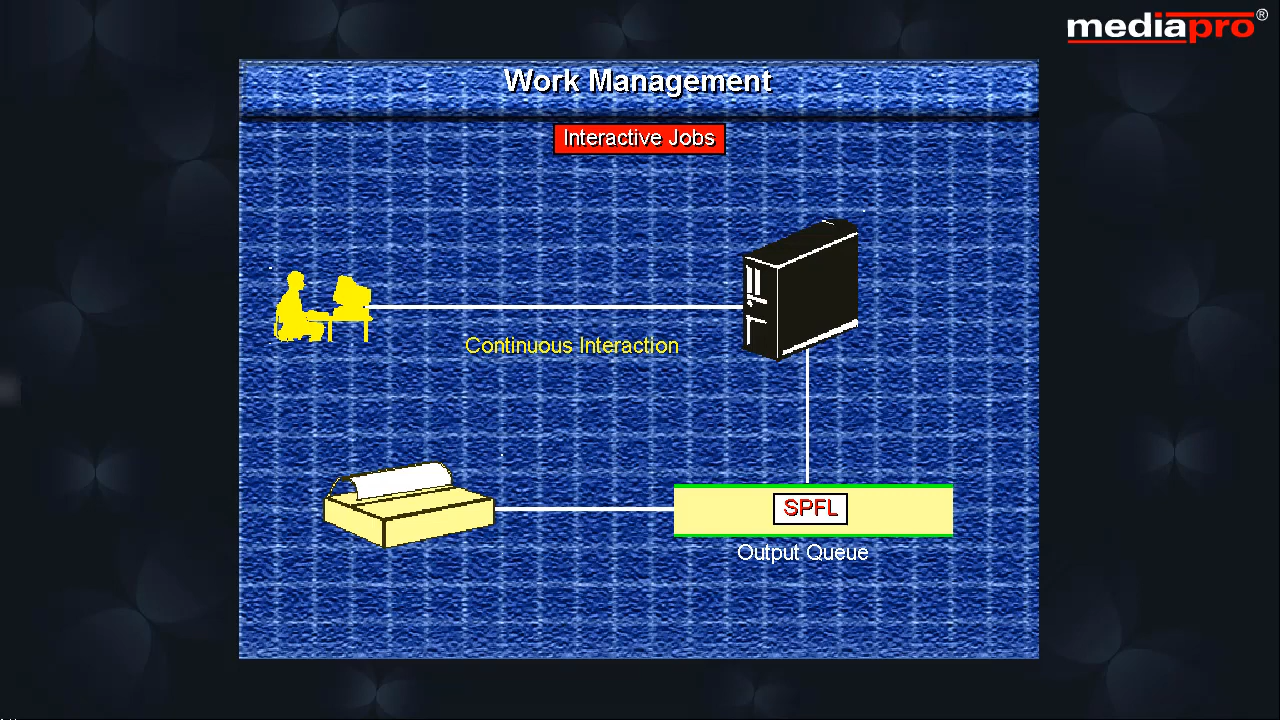 mediapro®
Work Management
Interactive Jobs
Continuous Interaction
SPFL
Output Queue